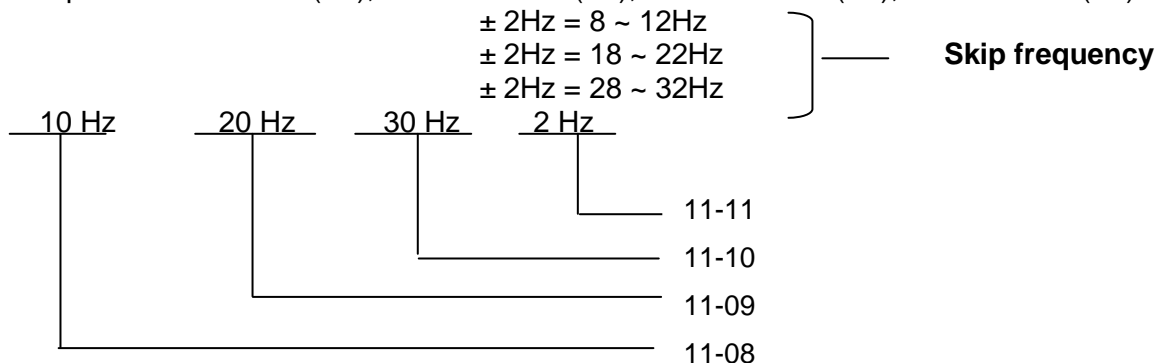 ± 2Hz = 8 ~ 12Hz
± 2Hz = 18 ~ 22Hz
± 2Hz = 28 ~ 32Hz
Skip frequency
10 Hz 20 Hz 30 Hz 2 Hz
11-11
11-10
11-09
11-08